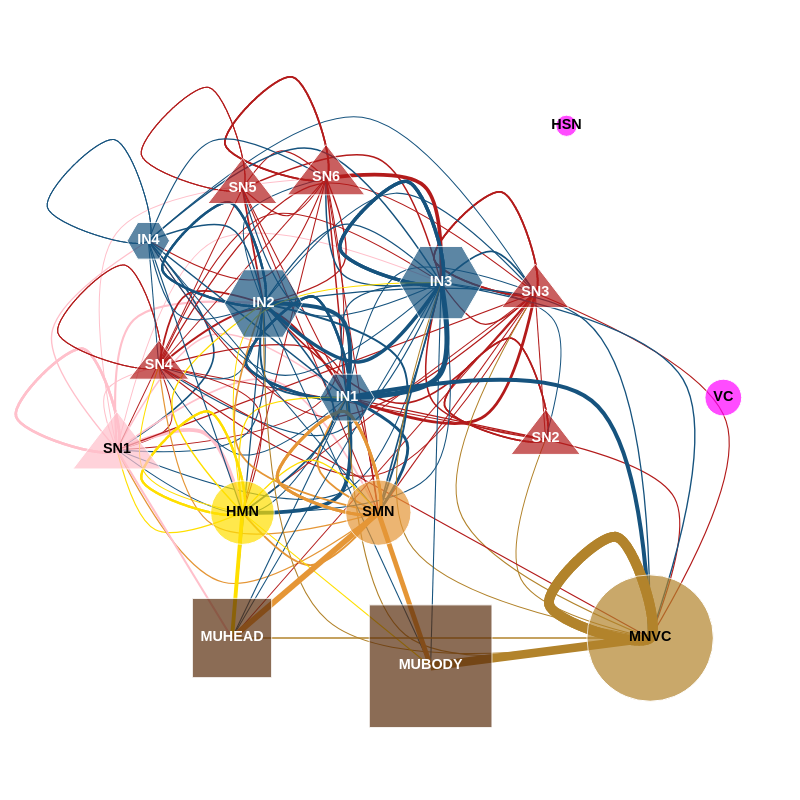 HSN
SN6
SN5
IN4
IN3
SN3
IN2
SN4
IN1
VC
SN2
SN1
HMN
SMN
MUHEAD
MNVC
MUBODY